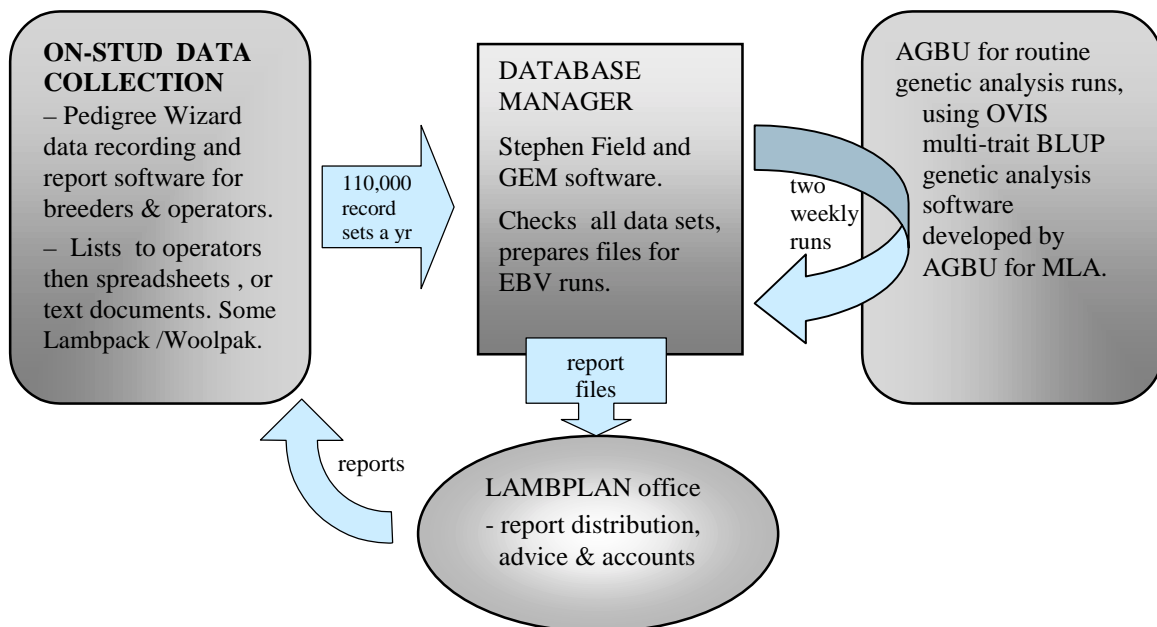 ON-STUD DATA
COLLECTION
– Pedigree Wizard
data recording and
report software for
breeders & operators.
– Lists to operators
then spreadsheets , or
text documents. Some
Lambpack /Woolpak.
110,000
record
sets a yr
DATABASE
MANAGER
Stephen Field and
GEM software.
Checks all data sets,
prepares files for
EBV runs.
two
weekly
runs
AGBU for routine
genetic analysis runs,
using OVIS
multi-trait BLUP
genetic analysis
software
developed by
AGBU for MLA.
report
files
reports
LAMBPLAN office
- report distribution,
advice & accounts